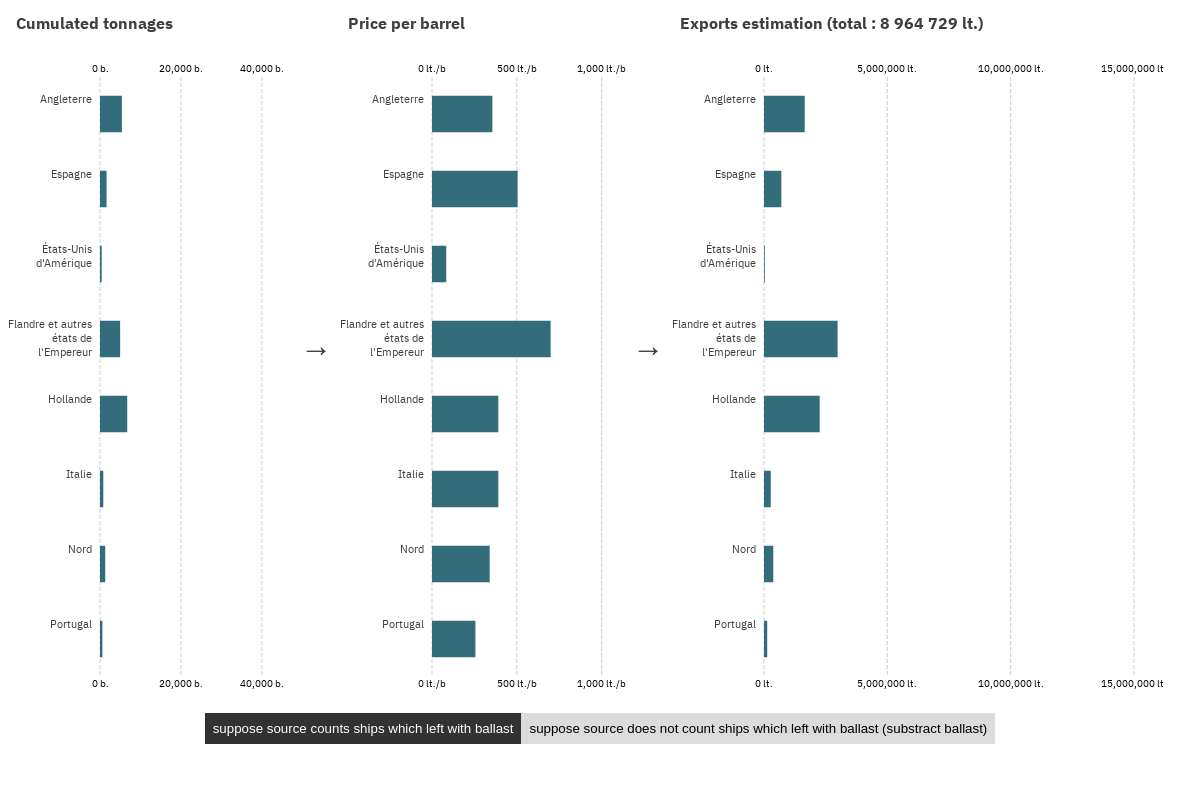 Cumulated tonnages
0 b.
20,000 b.
40,000 b.
Angleterre
Espagne
États-Unis
d'Amérique
Flandre et autres
états de
l'Empereur
Hollande
Italie
Nord
Portugal
0 b.
20,000 b.
40,000 b.
→
Price per barrel
0 lt./b
500 lt./b
1,000 lt./b
Angleterre
Espagne
États-Unis
d'Amérique
Flandre et autres
états de
l'Empereur
Hollande
Italie
Nord
Portugal
0 lt./b
500 lt./b
1,000 lt./b
→
Exports estimation (total : 8 964 729 lt.)
0 lt.
5,000,000 lt.
10,000,000 lt.
15,000,000 lt
Angleterre
Espagne
États-Unis
d'Amérique
Flandre et autres
états de
l'Empereur
Hollande
Italie
Nord
Portugal
0 lt.
5,000,000 lt.
10,000,000 lt.
15,000,000 lt
suppose source counts ships which left with ballast
suppose source does not count ships which left with ballast (substract ballast)